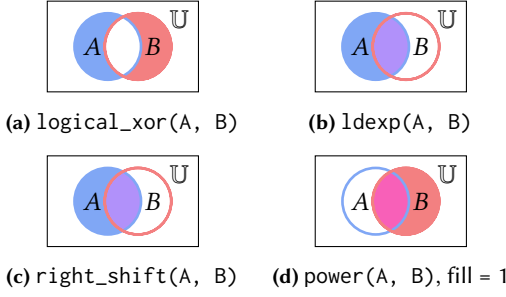 𝕌 𝕌
A B A B
(a) logical_xor(A, B) (b) ldexp(A, B)
𝕌 𝕌
A B A B
(c) right_shift(A, B) (d) power(A, B), fill = 1